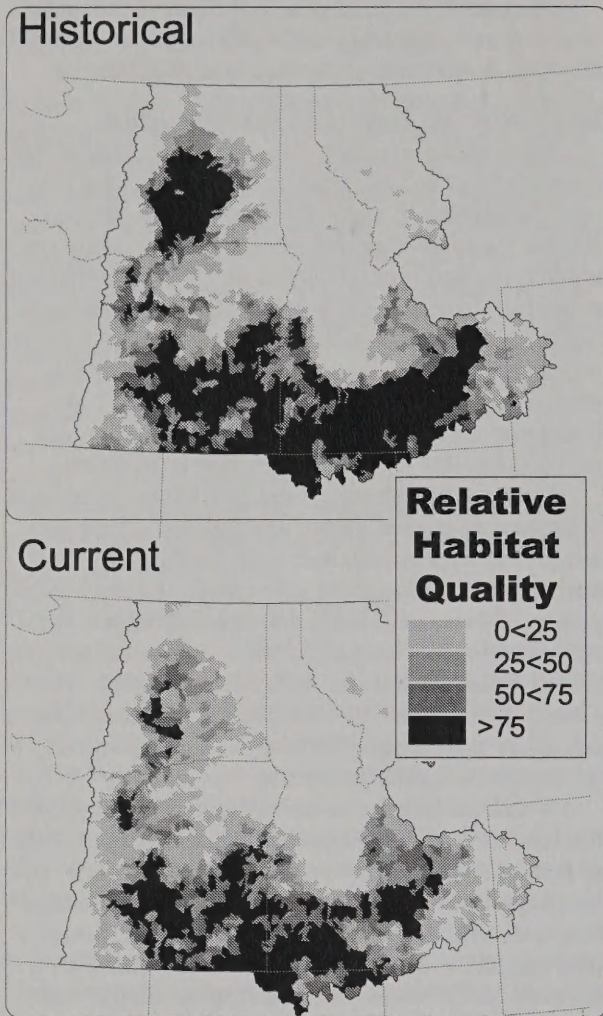 Historical
Current
Relative
Habitat
Quality
0<25
25<50
50<75
>75